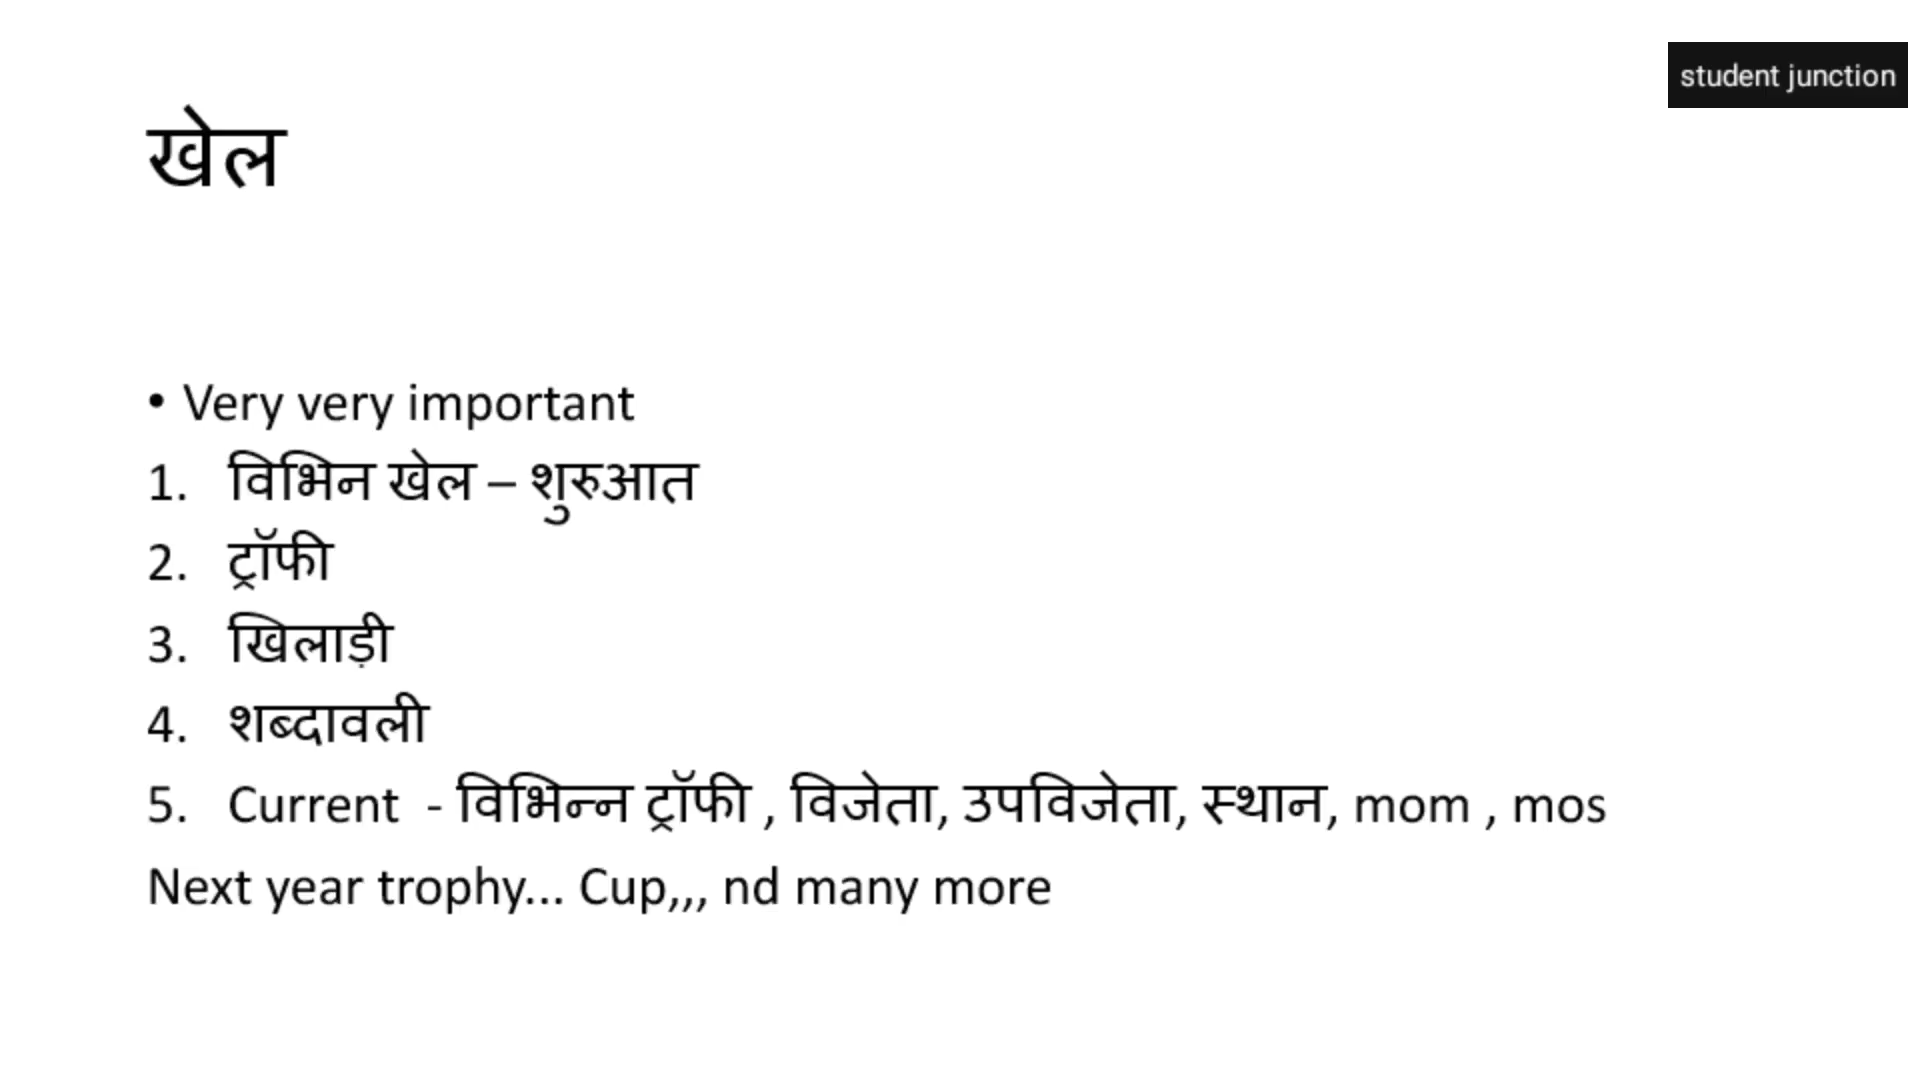 student junction
खेल
• Very very important
1. विभिन खेल – शुरुआत
2. ट्रॉफी
3. खिलाड़ी
4. शब्दावली
5. Current - विभिन्न ट्रॉफी , विजेता, उपविजेता, स्थान, mom , mos
Next year trophy... Cup,,, nd many more